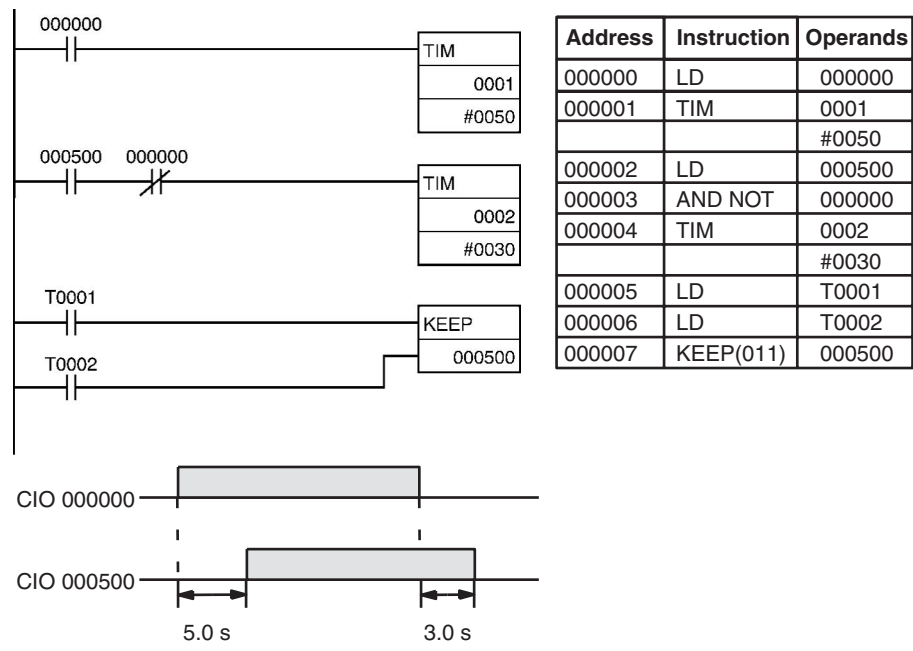 000000
TIM
0001
#0050
000500 000000
TIM
0002
#0030
T0001
KEEP
000500
T0002
Address Instruction Operands
000000 LD 000000
000001 TIM 0001
#0050
000002 LD 000500
000003 AND NOT 000000
000004 TIM 0002
#0030
000005 LD T0001
000006 LD T0002
000007 KEEP(011) 000500
CIO 000000
CIO 000500
5.0 s 3.0 s